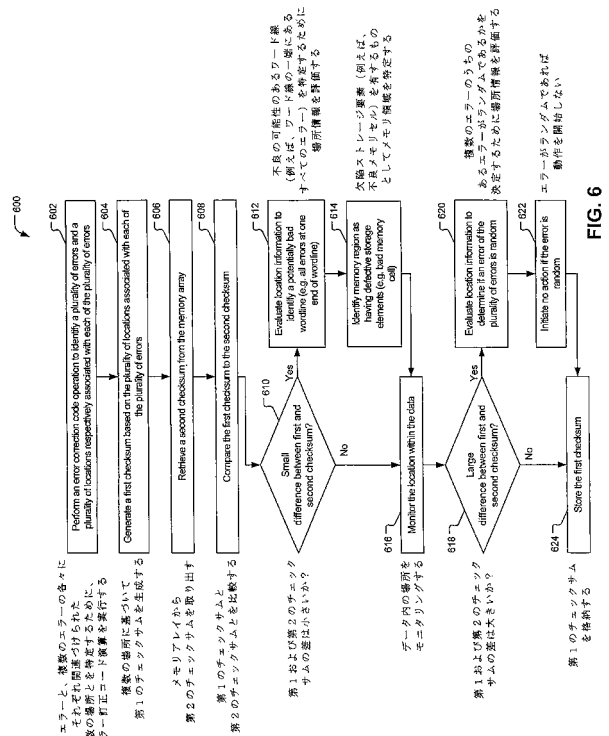 600
602
Perform an error correction code operation to identify a plurality of errors and a
plurality of locations respectively associated with each of the plurality of errors
エラーと、複数のエラーの各々に
それぞれ関連づけられた
数の場所とを特定するために、
ラー訂正コード演算を実行する
604
Generate a first checksum based on the plurality of locations associated with each of
the plurality of errors
複数の場所に基づいて
第1のチェックサムを生成する
606
Retrieve a second checksum from the memory array
メモリアレイから
第2のチェックサムを取り出す
608
Compare the first checksum to the second checksum
第1のチェックサムと
第2のチェックサムとを比較する
610
Small
difference between first and
second checksum?
第1および第2のチェック
サムの差は小さいか?
Yes
No
612
Evaluate location information to
identify a potentially bad
wordline (e.g. all errors at one
end of wordline)
不良の可能性のあるワード線
(例えば、ワード線の一端にある
すべてのエラー)を特定するために
場所情報を評価する
614
Identify memory region as
having defective storage
elements (e.g., bad memory
cell)
欠陥ストレージ要素(例えば、
不良メモリセル)を有するもの
としてメモリ領域を特定する
616
Monitor the location within the data
データ内の場所を
モニタリングする
618
Large
difference between first and
second checksum?
第1および第2のチェック
サムの差は大きいか?
Yes
No
620
Evaluate location information to
determine if an error of the
plurality of errors is random
複数のエラーのうちの
あるエラーがランダムであるかを
決定するために場所情報を評価する
622
Initiate no action if the error is
random
エラーがランダムであれば
動作を開始しない
624
Store the first checksum
第1のチェックサム
を格納する
FIG. 6